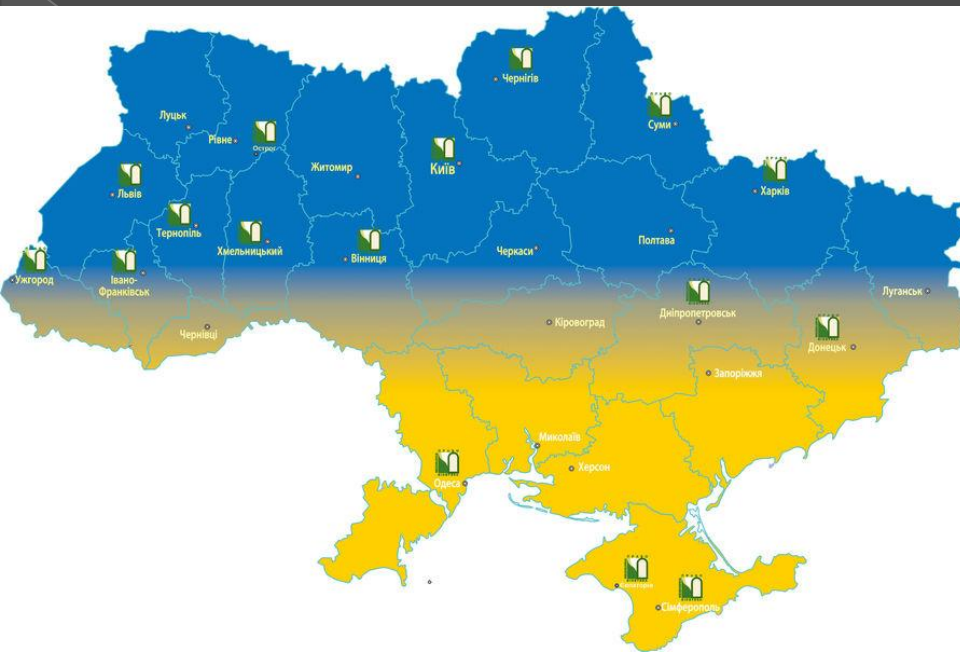 Чернігів
Суми
Луцьк
Рівне
Острог
Київ
Житомир
Львів
Харків
Тернопіль
Хмельницький
Вінниця
Черкаси
Полтава
Ужгород
Івано-
Франківськ
Луганськ
Дніпропетровськ
Чернівці
Кіровоград
Донецьк
Запоріжжя
Миколаїв
Херсон
Одеса
Сімферополь